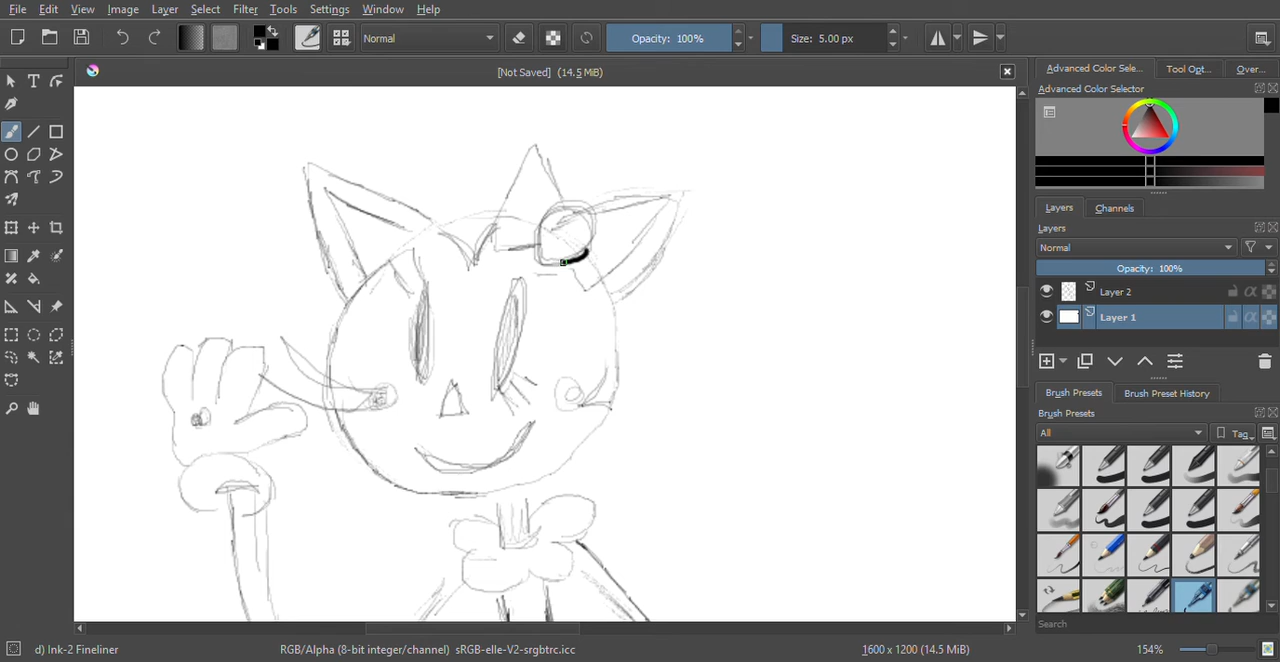 File Edit View Image Layer Select Filter Tools Settings Window Help
Normal Opacity: 100% Size: 5.00 px
[Not Saved] (14.5 MiB)
Advanced Color Sele... Tool Opt... Over...
Advanced Color Selector
Layers Channels
Layers
Normal
Opacity: 100%
Layer 2
Layer 1
Brush Presets Brush Preset History
Brush Presets
All Tag
Search
d) Ink-2 Fineliner RGB/Alpha (8-bit integer/channel) sRGB-elle-V2-srgbtrc.icc 1600 x 1200 (14.5 MiB) 154%